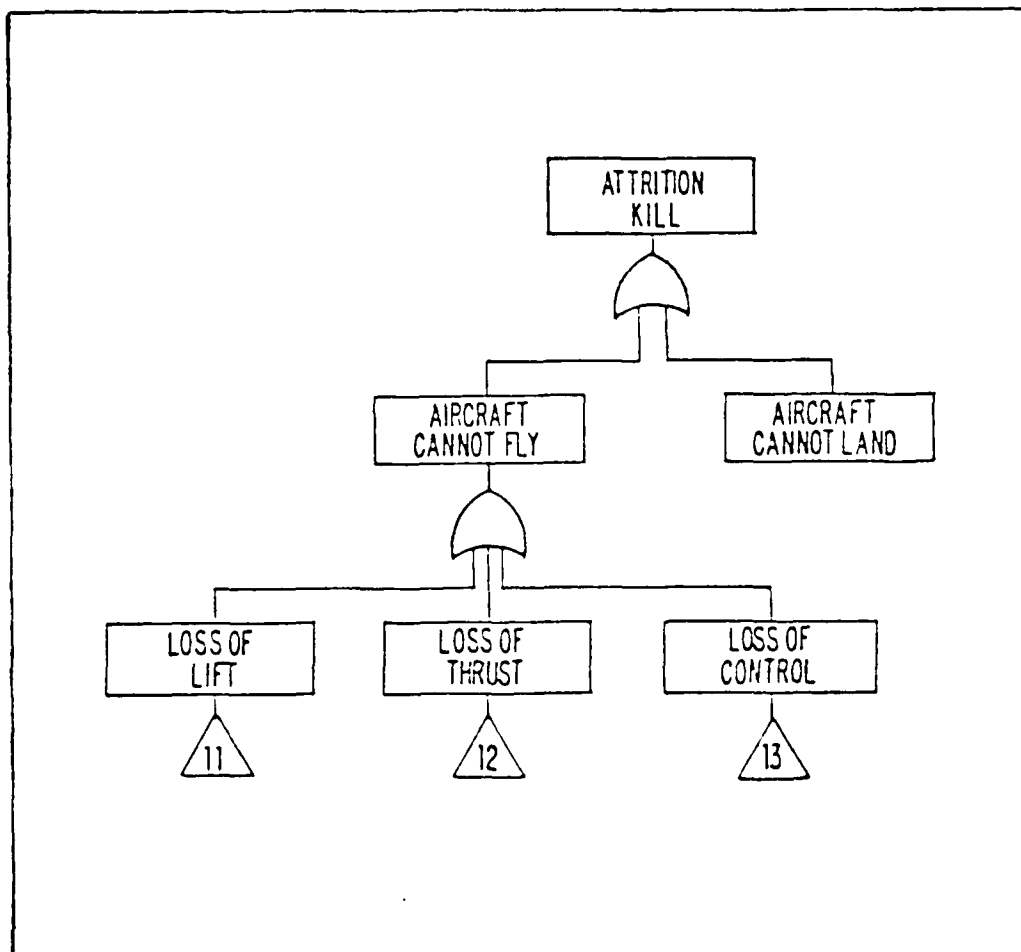 ATTRITION
KILL
AIRCRAFT
CANNOT FLY
AIRCRAFT
CANNOT LAND
LOSS OF
LIFT
LOSS OF
THRUST
LOSS OF
CONTROL
11
12
13